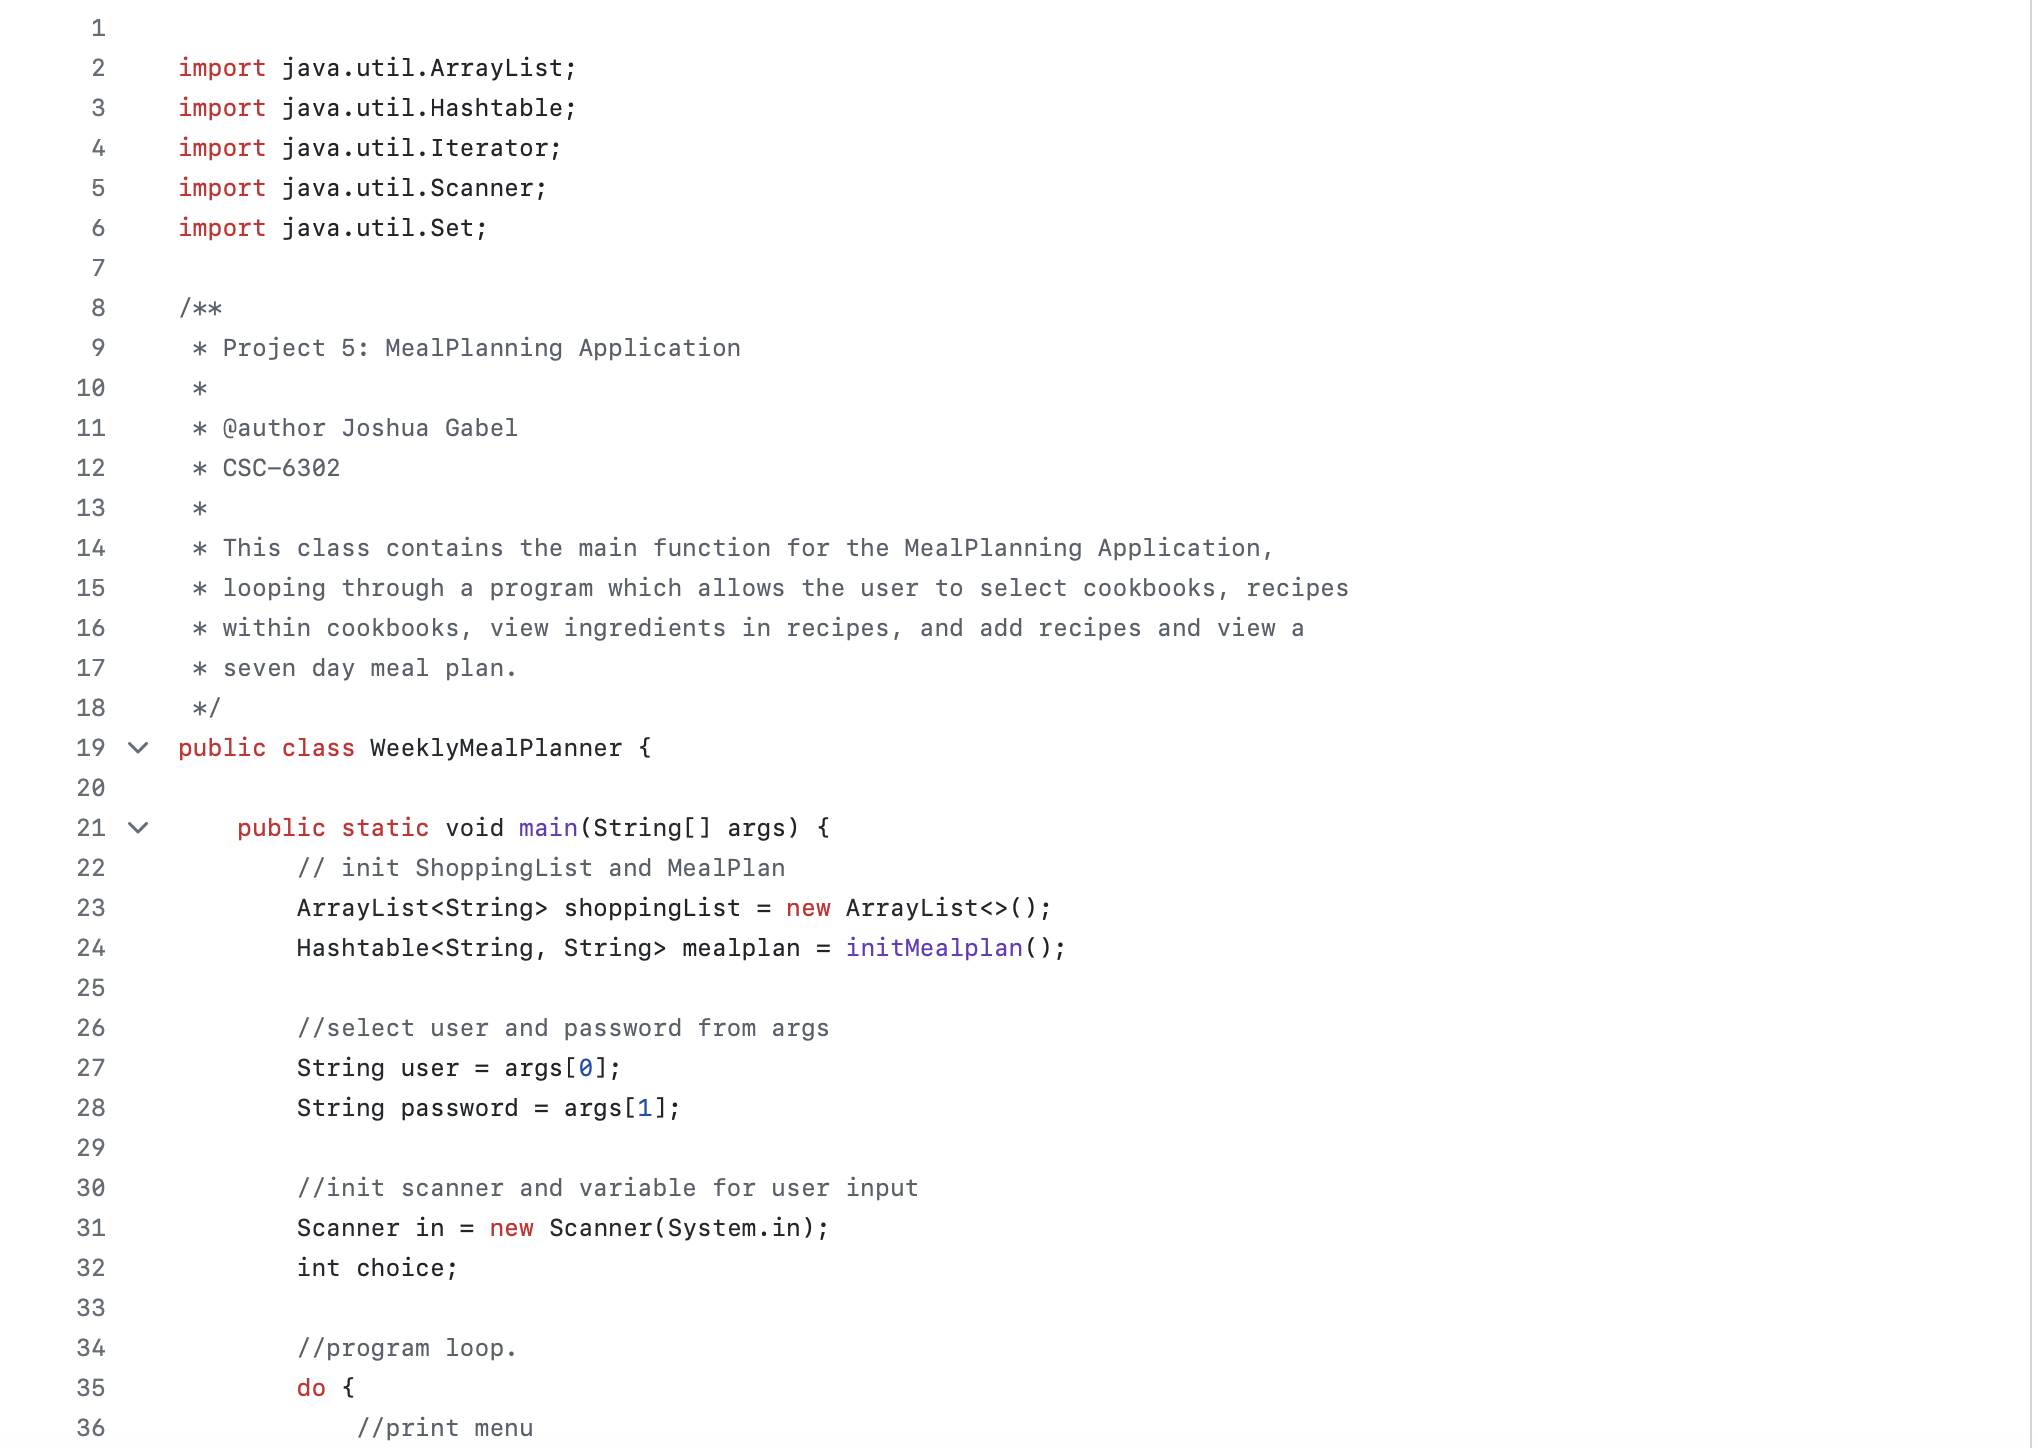 1
2 import java.util.ArrayList;
3 import java.util.Hashtable;
4 import java.util.Iterator;
5 import java.util.Scanner;
6 import java.util.Set;
7
8 /**
9  * Project 5: MealPlanning Application
10  *
11  * @author Joshua Gabel
12  * CSC-6302
13  *
14  * This class contains the main function for the MealPlanning Application,
15  * looping through a program which allows the user to select cookbooks, recipes
16  * within cookbooks, view ingredients in recipes, and add recipes and view a
17  * seven day meal plan.
18  */
19 public class WeeklyMealPlanner {
20
21     public static void main(String[] args) {
22         // init ShoppingList and MealPlan
23         ArrayList<String> shoppingList = new ArrayList<>();
24         Hashtable<String, String> mealplan = initMealplan();
25
26         //select user and password from args
27         String user = args[0];
28         String password = args[1];
29
30         //init scanner and variable for user input
31         Scanner in = new Scanner(System.in);
32         int choice;
33
34         //program loop.
35         do {
36             //print menu